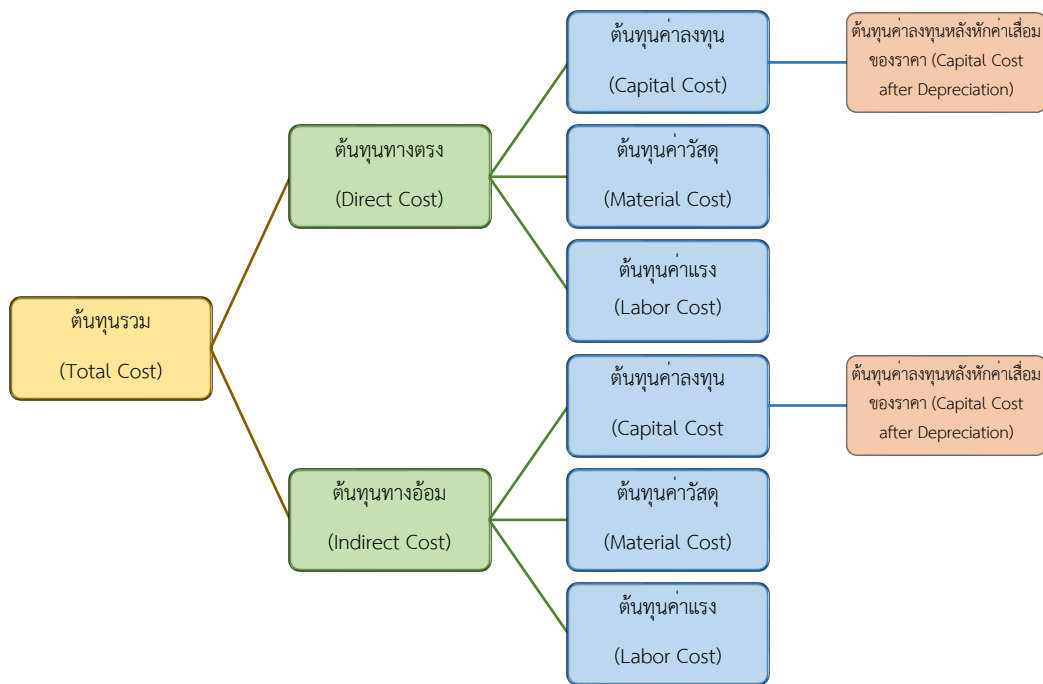 ต้นทุนรวม
(Total Cost)
ต้นทุนทางตรง
(Direct Cost)
ต้นทุนค่าลงทุน
(Capital Cost)
ต้นทุนค่าลงทุนหลังหักค่าเสื่อม
ของราคา (Capital Cost
after Depreciation)
ต้นทุนค่าวัสดุ
(Material Cost)
ต้นทุนค่าแรง
(Labor Cost)
ต้นทุนทางอ้อม
(Indirect Cost)
ต้นทุนค่าลงทุน
(Capital Cost
ต้นทุนค่าลงทุนหลังหักค่าเสื่อม
ของราคา (Capital Cost
after Depreciation)
ต้นทุนค่าวัสดุ
(Material Cost)
ต้นทุนค่าแรง
(Labor Cost)